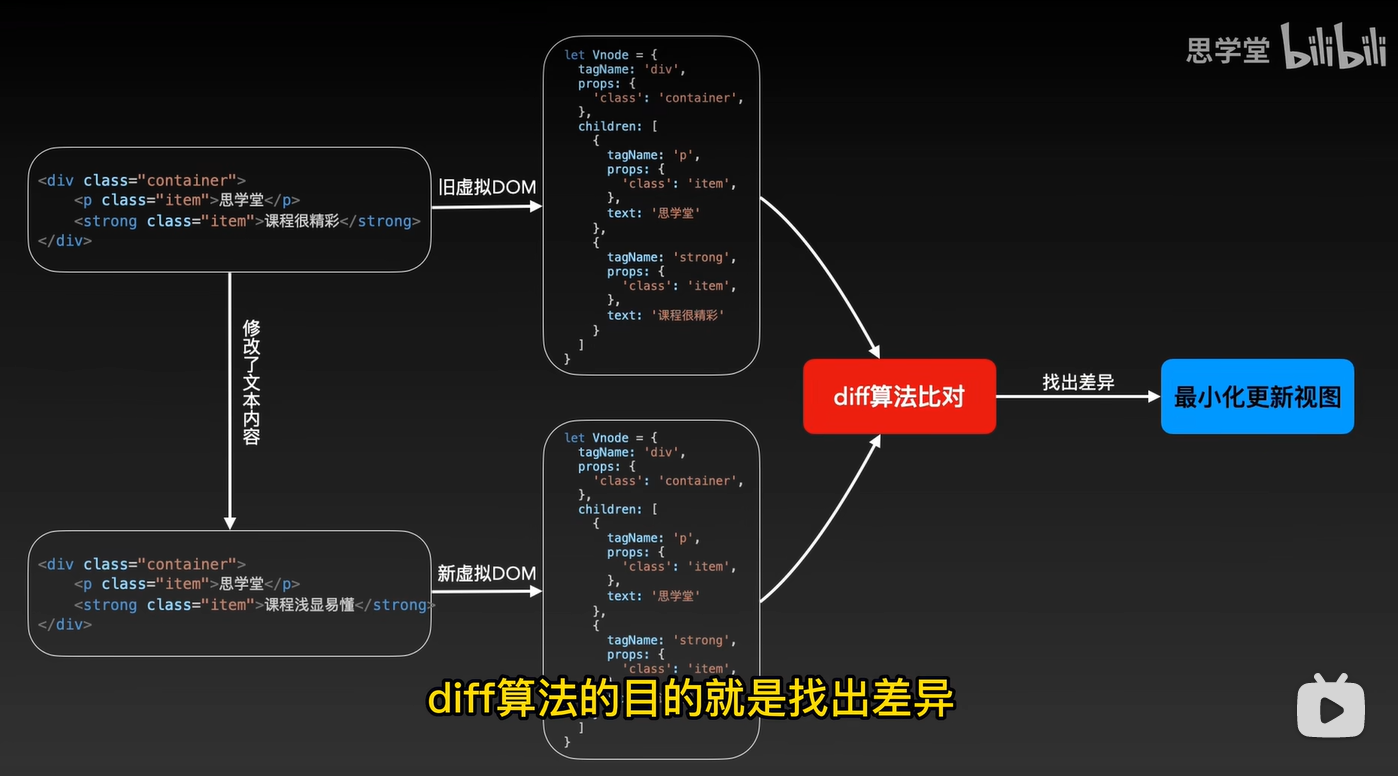 思学堂 bilibili
<div class="container">
<p class="item">思学堂</p>
<strong class="item">课程很精彩</strong>
</div>
旧虚拟DOM
let Vnode = {
tagName: 'div',
props: {
'class': 'container',
},
children: [
{
tagName: 'p',
props: {
'class': 'item',
},
text: '思学堂'
},
{
tagName: 'strong',
props: {
'class': 'item',
},
text: '课程很精彩'
}
]
}
修改了文本内容
diff算法比对
找出差异
最小化更新视图
<div class="container">
<p class="item">思学堂</p>
<strong class="item">课程浅显易懂</strong>
</div>
新虚拟DOM
let Vnode = {
tagName: 'div',
props: {
'class': 'container',
},
children: [
{
tagName: 'p',
props: {
'class': 'item',
},
text: '思学堂'
},
{
tagName: 'strong',
props: {
'class': 'item',
diff算法的目的就是找出差异
]
}